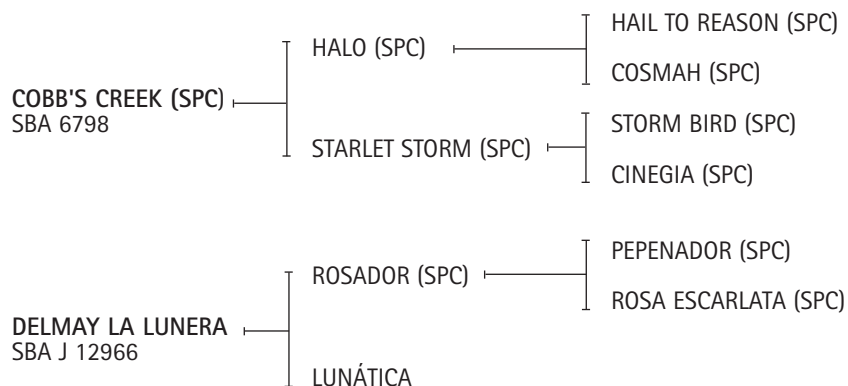 HAIL TO REASON (SPC)
HALO (SPC)
COSMAH (SPC)
COBB'S CREEK (SPC)
SBA 6798
STORM BIRD (SPC)
STARLET STORM (SPC)
CINEGIA (SPC)
PEPENADOR (SPC)
ROSADOR (SPC)
ROSA ESCARLATA (SPC)
DELMAY LA LUNERA
SBA J 12966
LUNÁTICA